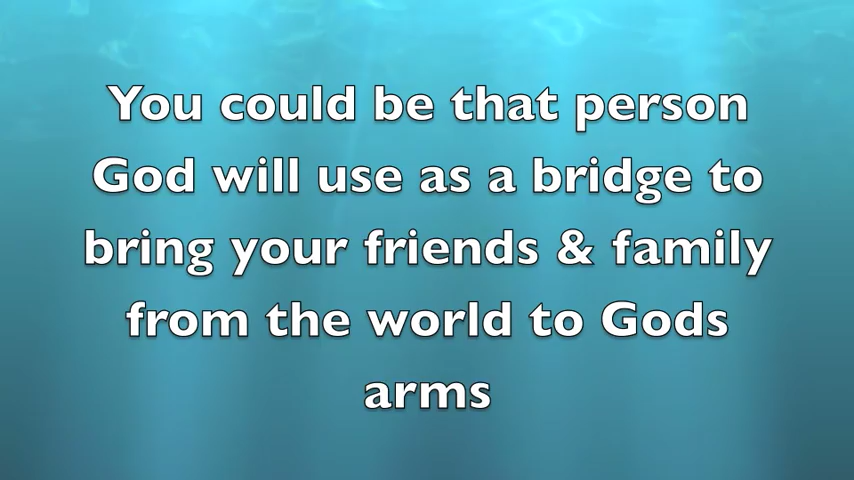 You could be that person
God will use as a bridge to
bring your friends & family
from the world to Gods
arms